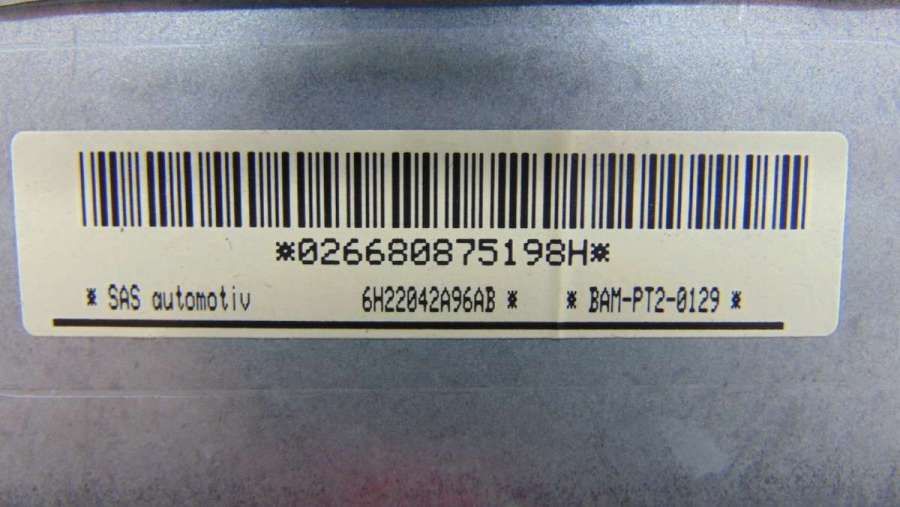 *026680875198H*
* SAS automotiv 6H22042A96AB * * BAM-PT2-0129 *